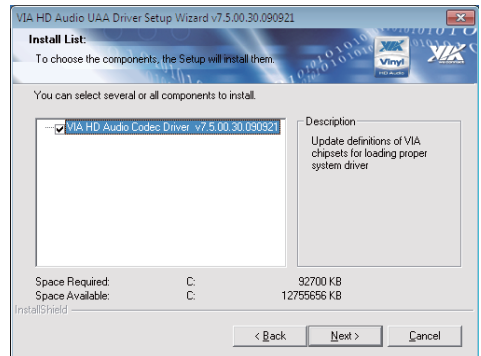 VIA HD Audio UAA Driver Setup Wizard v7.5.00.30.090921
Install List:
To choose the components, the Setup will install them.
VIA
Vinyl
HD Audio
VIA
You can select several or all components to install.
VIA HD Audio Codec Driver v7.5.00.30.090921
Description
Update definitions of VIA
chipsets for loading proper
system driver
Space Required: C: 92700 KB
Space Available: C: 12755656 KB
InstallShield
< Back Next > Cancel